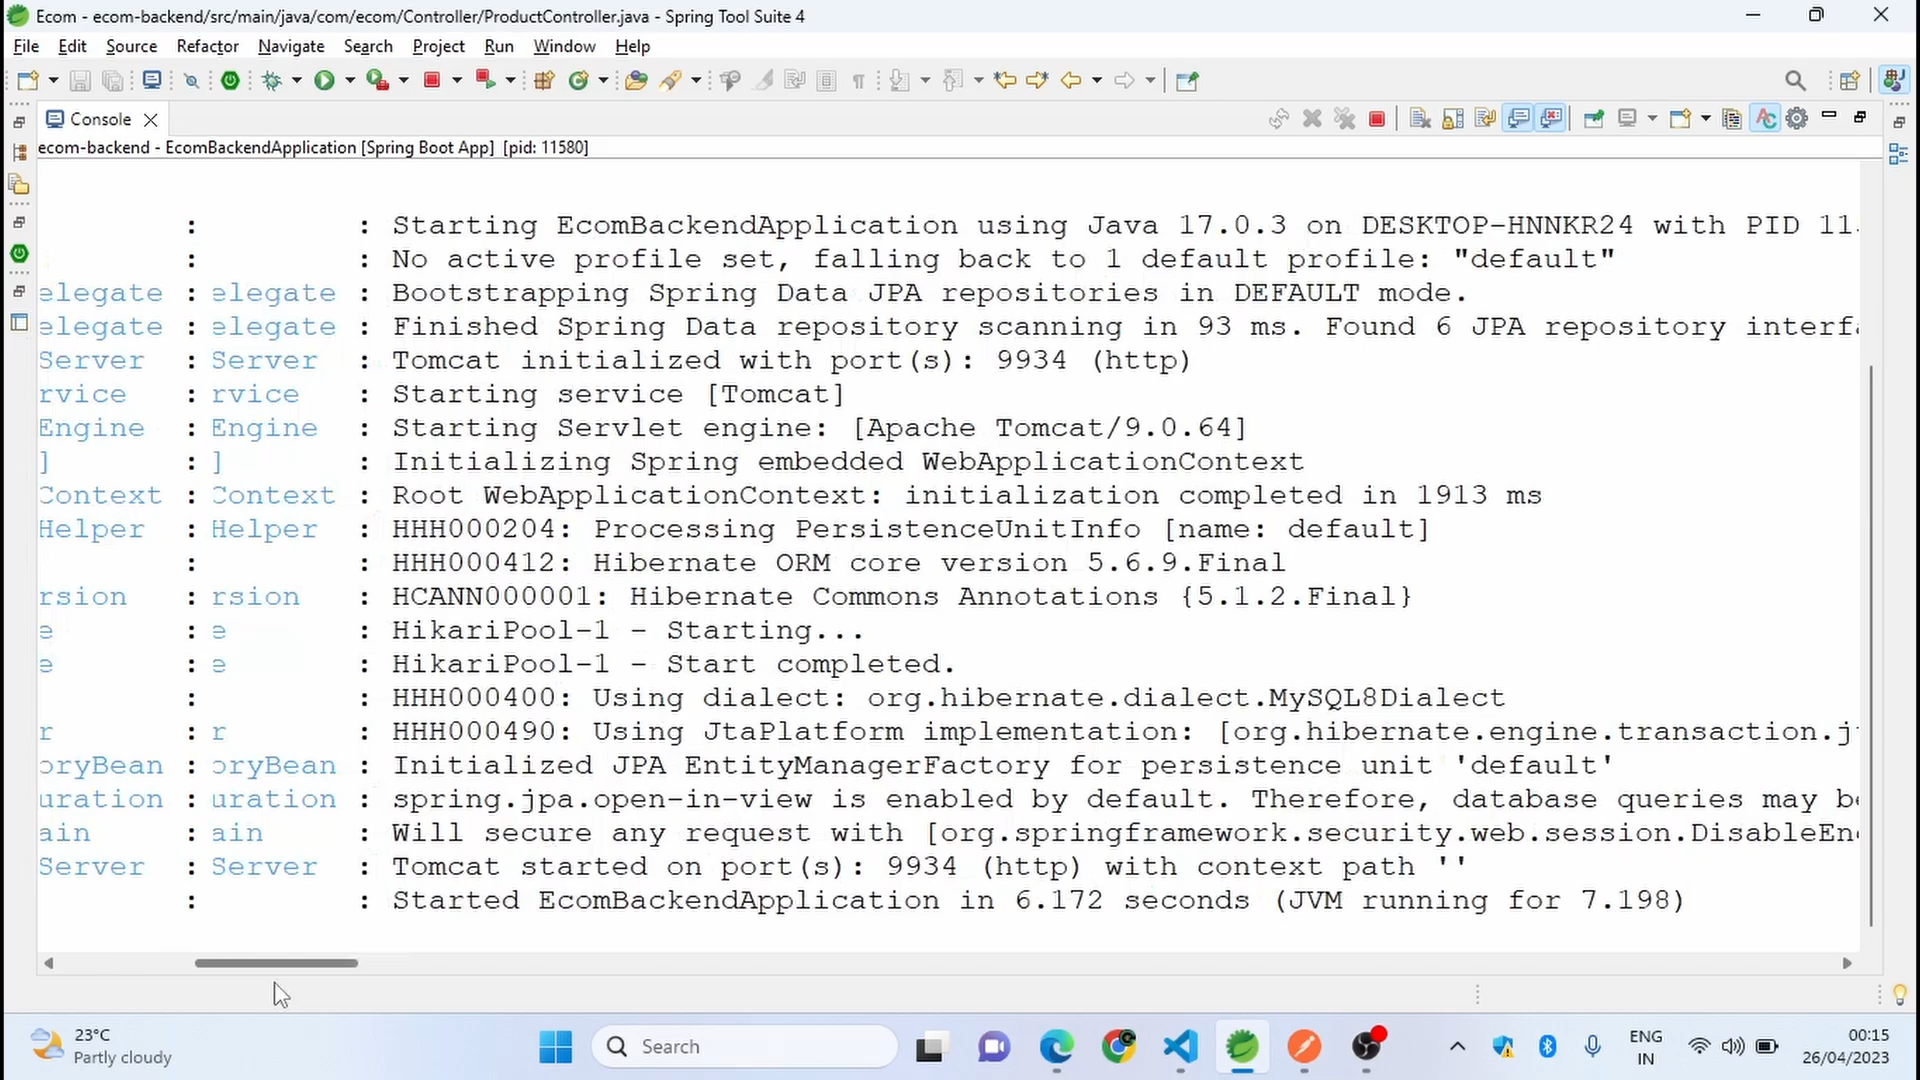 Ecom - ecom-backend/src/main/java/com/ecom/Controller/ProductController.java - Spring Tool Suite 4
File Edit Source Refactor Navigate Search Project Run Window Help
Console
ecom-backend - EcomBackendApplication [Spring Boot App] [pid: 11580]
: : Starting EcomBackendApplication using Java 17.0.3 on DESKTOP-HNNKR24 with PID 11
: : No active profile set, falling back to 1 default profile: "default"
elegate : elegate : Bootstrapping Spring Data JPA repositories in DEFAULT mode.
elegate : elegate : Finished Spring Data repository scanning in 93 ms. Found 6 JPA repository interfa
Server : Server : Tomcat initialized with port(s): 9934 (http)
rvice : rvice : Starting service [Tomcat]
Engine : Engine : Starting Servlet engine: [Apache Tomcat/9.0.64]
] : ] : Initializing Spring embedded WebApplicationContext
Context : Context : Root WebApplicationContext: initialization completed in 1913 ms
Helper : Helper : HHH000204: Processing PersistenceUnitInfo [name: default]
: : HHH000412: Hibernate ORM core version 5.6.9.Final
rsion : rsion : HCANN000001: Hibernate Commons Annotations {5.1.2.Final}
e : e : HikariPool-1 - Starting...
e : e : HikariPool-1 - Start completed.
: : HHH000400: Using dialect: org.hibernate.dialect.MySQL8Dialect
r : r : HHH000490: Using JtaPlatform implementation: [org.hibernate.engine.transaction.j
oryBean : oryBean : Initialized JPA EntityManagerFactory for persistence unit 'default'
uration : uration : spring.jpa.open-in-view is enabled by default. Therefore, database queries may be
ain : ain : Will secure any request with [org.springframework.security.web.session.DisableEn
Server : Server : Tomcat started on port(s): 9934 (http) with context path ''
: : Started EcomBackendApplication in 6.172 seconds (JVM running for 7.198)
23°C
Partly cloudy
Search
ENG
IN
00:15
26/04/2023